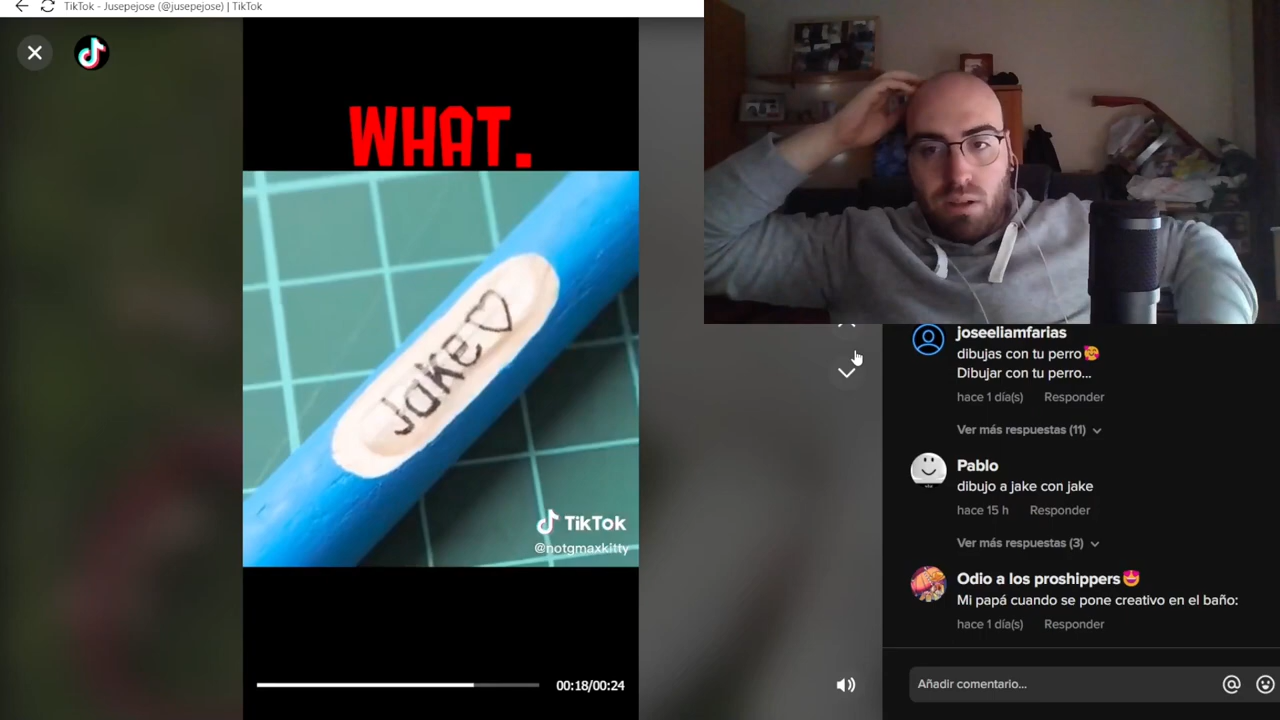 TikTok - Jusepejose (@jusepejose) | TikTok
WHAT.
Jake
TikTok
@notgmaxkitty
00:18/00:24
joseeliamfarias
dibujas con tu perro🥰
Dibujar con tu perro...
hace 1 día(s) Responder
Ver más respuestas (11)
Pablo
dibujo a jake con jake
hace 15 h Responder
Ver más respuestas (3)
Odio a los proshippers🤩
Mi papá cuando se pone creativo en el baño:
hace 1 día(s) Responder
Añadir comentario... @